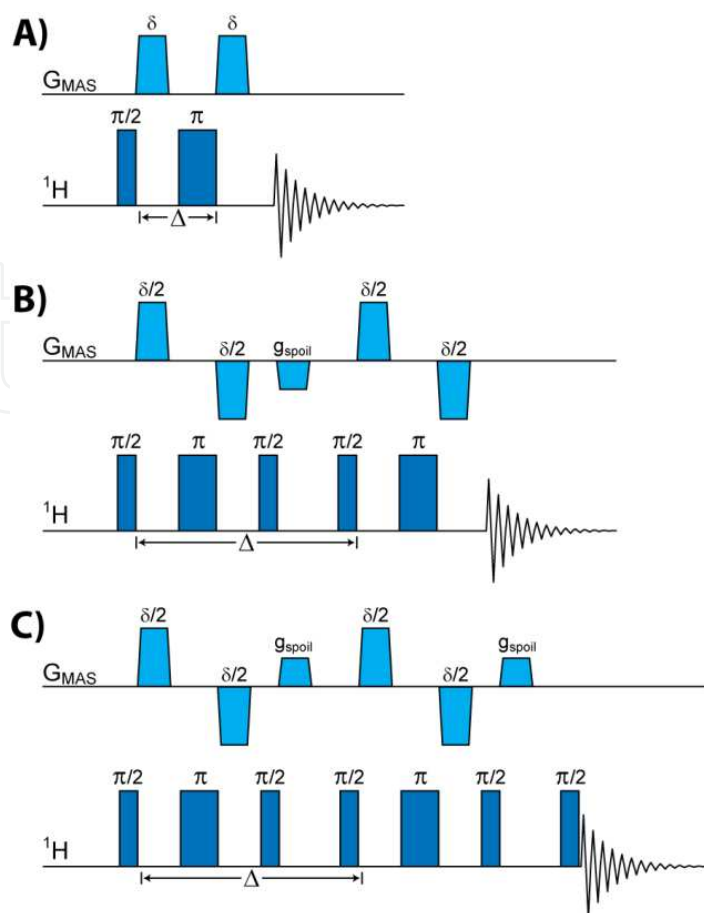 A)
δ δ
G_MAS
π/2 π
¹H
Δ
B)
δ/2 δ/2
G_MAS δ/2 g_spoil δ/2
π/2 π π/2 π/2 π
¹H
Δ
C)
δ/2 g_spoil δ/2 g_spoil
G_MAS δ/2 δ/2
π/2 π π/2 π/2 π π/2 π/2
¹H
Δ